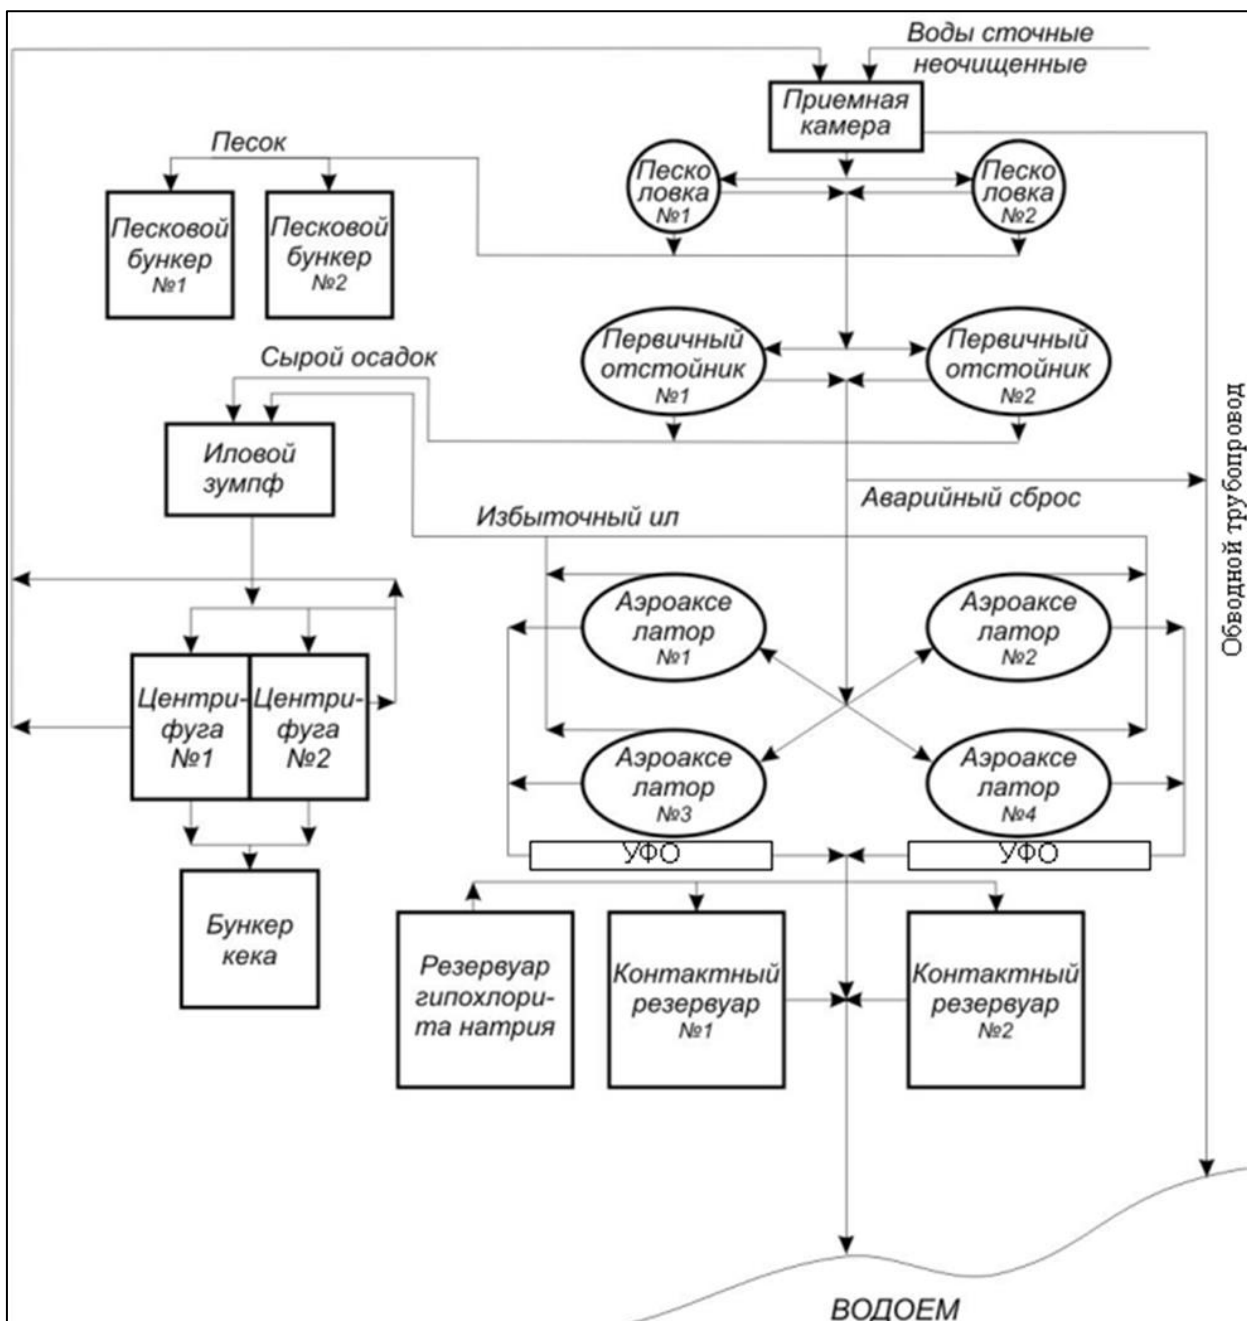 Воды сточные
неочищенные
Приемная
камера
Песок
Песко
ловка
№1
Песко
ловка
№2
Песковой
бункер
№1
Песковой
бункер
№2
Первичный
отстойник
№1
Первичный
отстойник
№2
Сырой осадок
Обводной трубопровод
Иловой
зумпф
Аварийный сброс
Избыточный ил
Аэроаксе
латор
№1
Аэроаксе
латор
№2
Центри-
фуга
№1
Центри-
фуга
№2
Аэроаксе
латор
№3
Аэроаксе
латор
№4
УФО
УФО
Бункер
кека
Резервуар
гипохлори-
та натрия
Контактный
резервуар
№1
Контактный
резервуар
№2
ВОДОЕМ